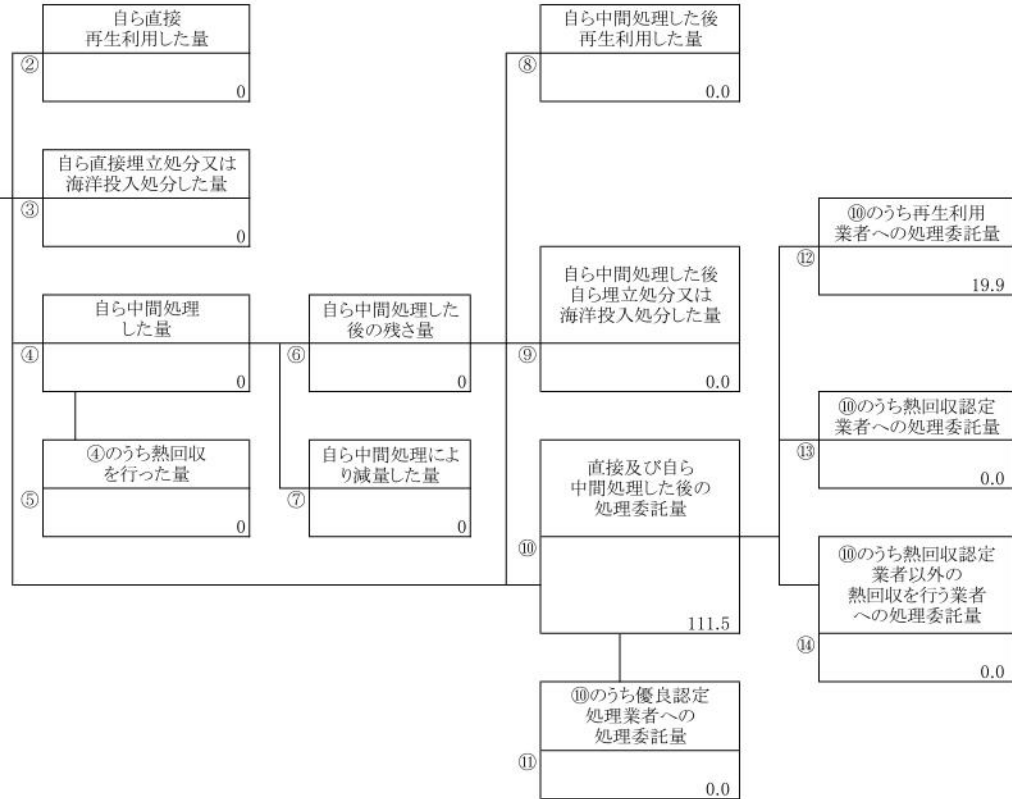 自ら直接
再生利用した量
②
0
自ら直接埋立処分又は
海洋投入処分した量
③
0
自ら中間処理
した量
④
0
④のうち熱回収
を行った量
⑤
0
自ら中間処理した
後の残さ量
⑥
0
自ら中間処理によ
り減量した量
⑦
0
自ら中間処理した後
再生利用した量
⑧
0.0
自ら中間処理した後
自ら埋立処分又は
海洋投入処分した量
⑨
0.0
直接及び自ら
中間処理した後の
処理委託量
⑩
111.5
⑩のうち優良認定
処理業者への
処理委託量
⑪
0.0
⑩のうち再生利用
業者への処理委託量
⑫
19.9
⑩のうち熱回収認定
業者への処理委託量
⑬
0.0
⑩のうち熱回収認定
業者以外の
熱回収を行う業者
への処理委託量
⑭
0.0